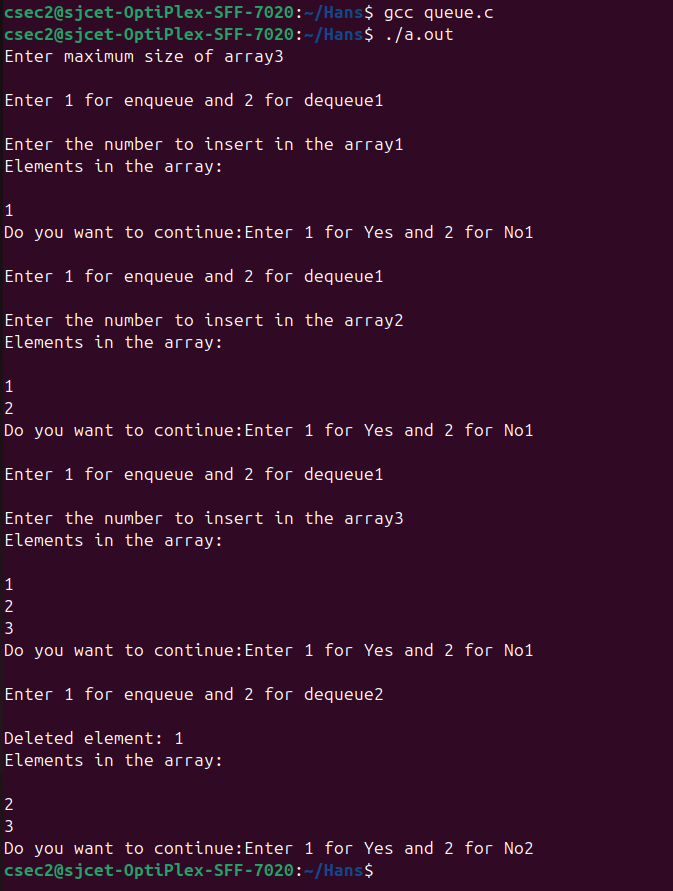 csec2@sjcet-OptiPlex-SFF-7020:~/Hans$ gcc queue.c
csec2@sjcet-OptiPlex-SFF-7020:~/Hans$ ./a.out
Enter maximum size of array3
Enter 1 for enqueue and 2 for dequeue1
Enter the number to insert in the array1
Elements in the array:
1
Do you want to continue:Enter 1 for Yes and 2 for No1
Enter 1 for enqueue and 2 for dequeue1
Enter the number to insert in the array2
Elements in the array:
1
2
Do you want to continue:Enter 1 for Yes and 2 for No1
Enter 1 for enqueue and 2 for dequeue1
Enter the number to insert in the array3
Elements in the array:
1
2
3
Do you want to continue:Enter 1 for Yes and 2 for No1
Enter 1 for enqueue and 2 for dequeue2
Deleted element: 1
Elements in the array:
2
3
Do you want to continue:Enter 1 for Yes and 2 for No2
csec2@sjcet-OptiPlex-SFF-7020:~/Hans$